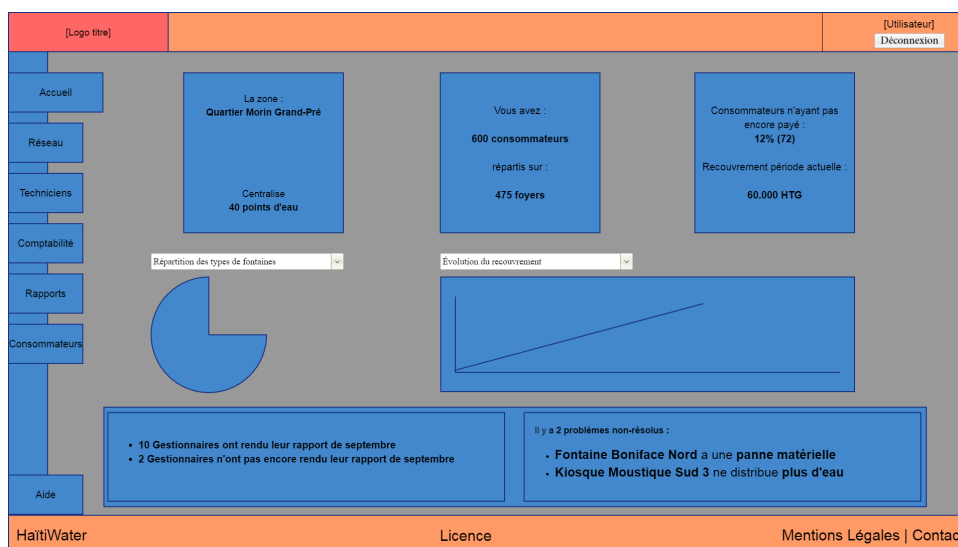 [Logo titre]
[Utilisateur]
Déconnexion
Accueil
Réseau
Techniciens
Comptabilité
Rapports
Consommateurs
Aide
La zone :
Quartier Morin Grand-Pré
Centralise
40 points d'eau
Vous avez :
600 consommateurs
répartis sur :
475 foyers
Consommateurs n'ayant pas
encore payé :
12% (72)
Recouvrement période actuelle :
60.000 HTG
Répartition des types de fontaines
Évolution du recouvrement
• 10 Gestionnaires ont rendu leur rapport de septembre
• 2 Gestionnaires n'ont pas encore rendu leur rapport de septembre
Il y a 2 problèmes non-résolus :
• Fontaine Boniface Nord a une panne matérielle
• Kiosque Moustique Sud 3 ne distribue plus d'eau
HaïtiWater
Licence
Mentions Légales | Contac